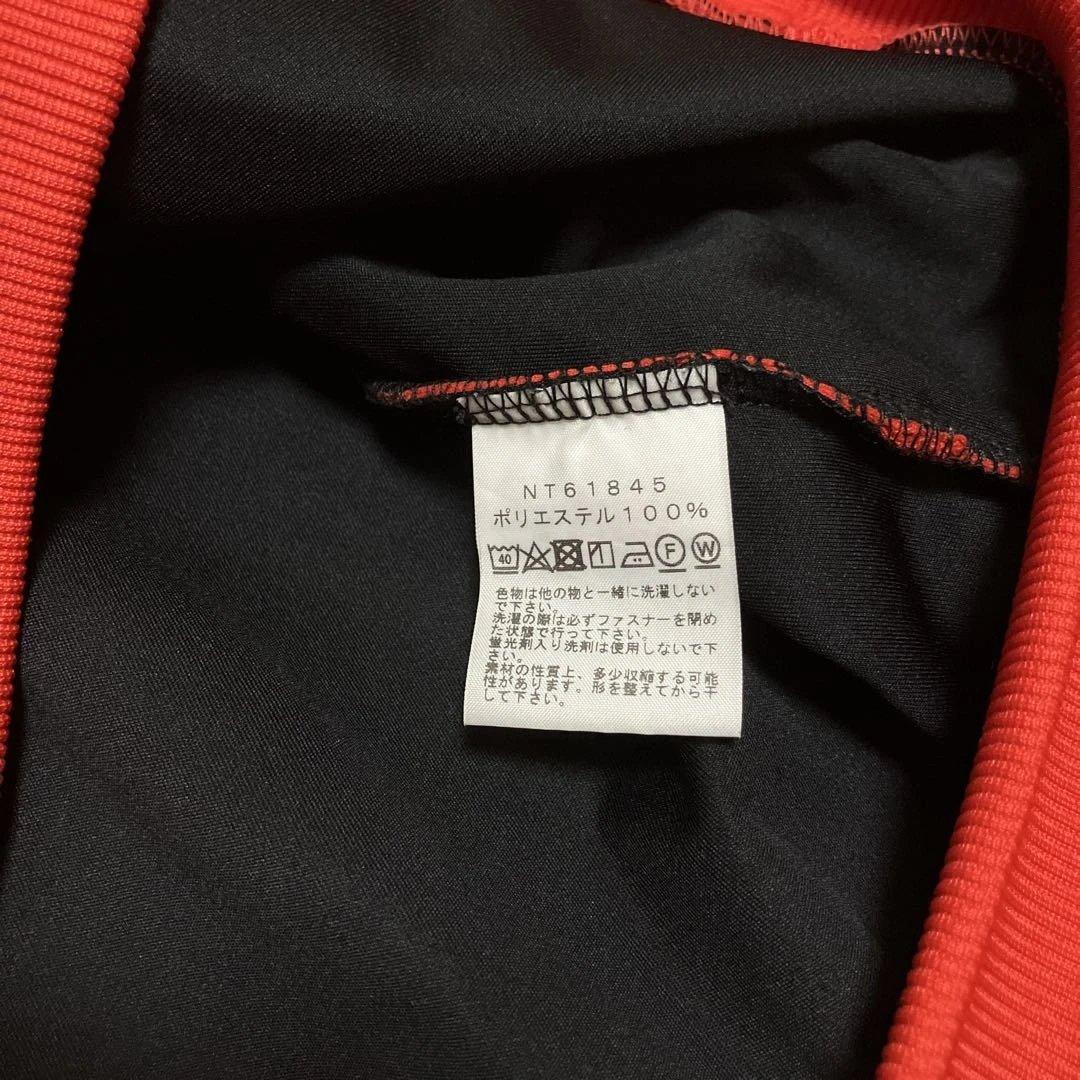 NT61845
ポリエステル100%
40 F W
色物は他の物と一緒に洗濯しない
で下さい。
洗濯の際は必ずファスナーを閉め
た状態で行って下さい。
蛍光剤入り洗剤は使用しないで下
さい。
素材の性質上、多少収縮する可能
性があります。形を整えてから干
して下さい。